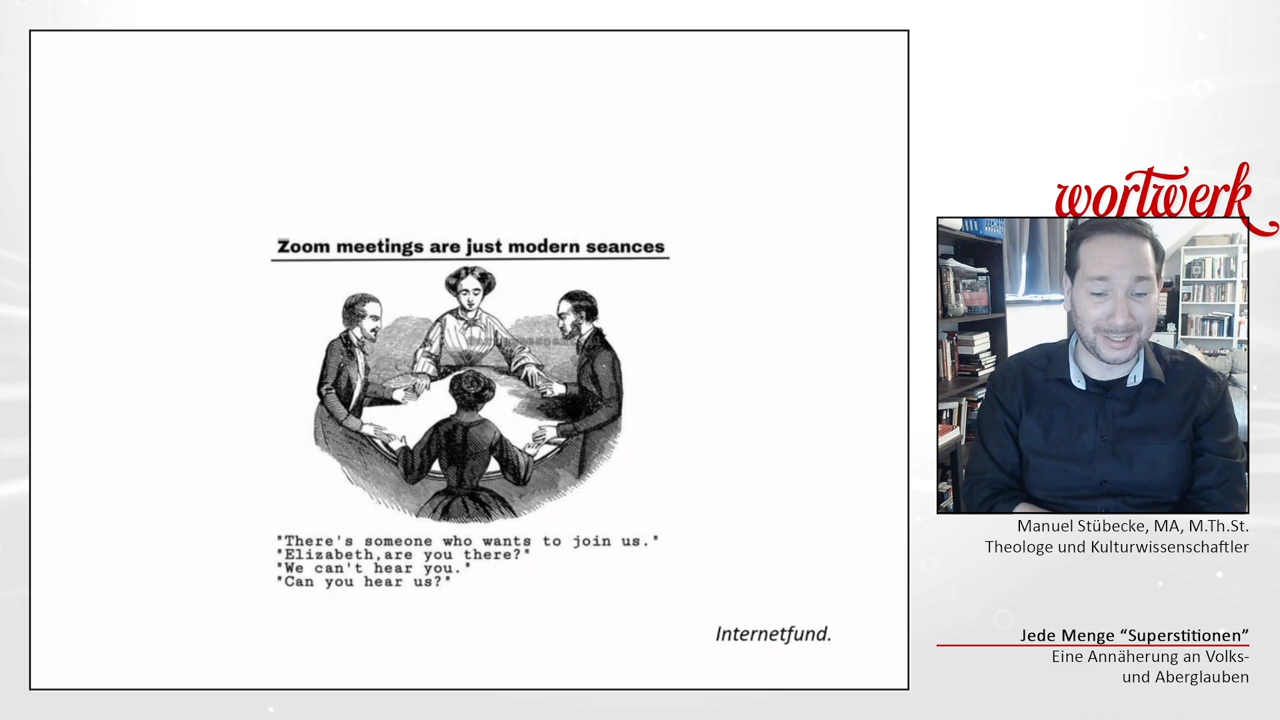 Zoom meetings are just modern seances
"There's someone who wants to join us."
"Elizabeth,are you there?"
"We can't hear you."
"Can you hear us?"
Internetfund.
wortwerk
Manuel Stübecke, MA, M.Th.St.
Theologe und Kulturwissenschaftler
Jede Menge “Superstitionen”
Eine Annäherung an Volks-
und Aberglauben